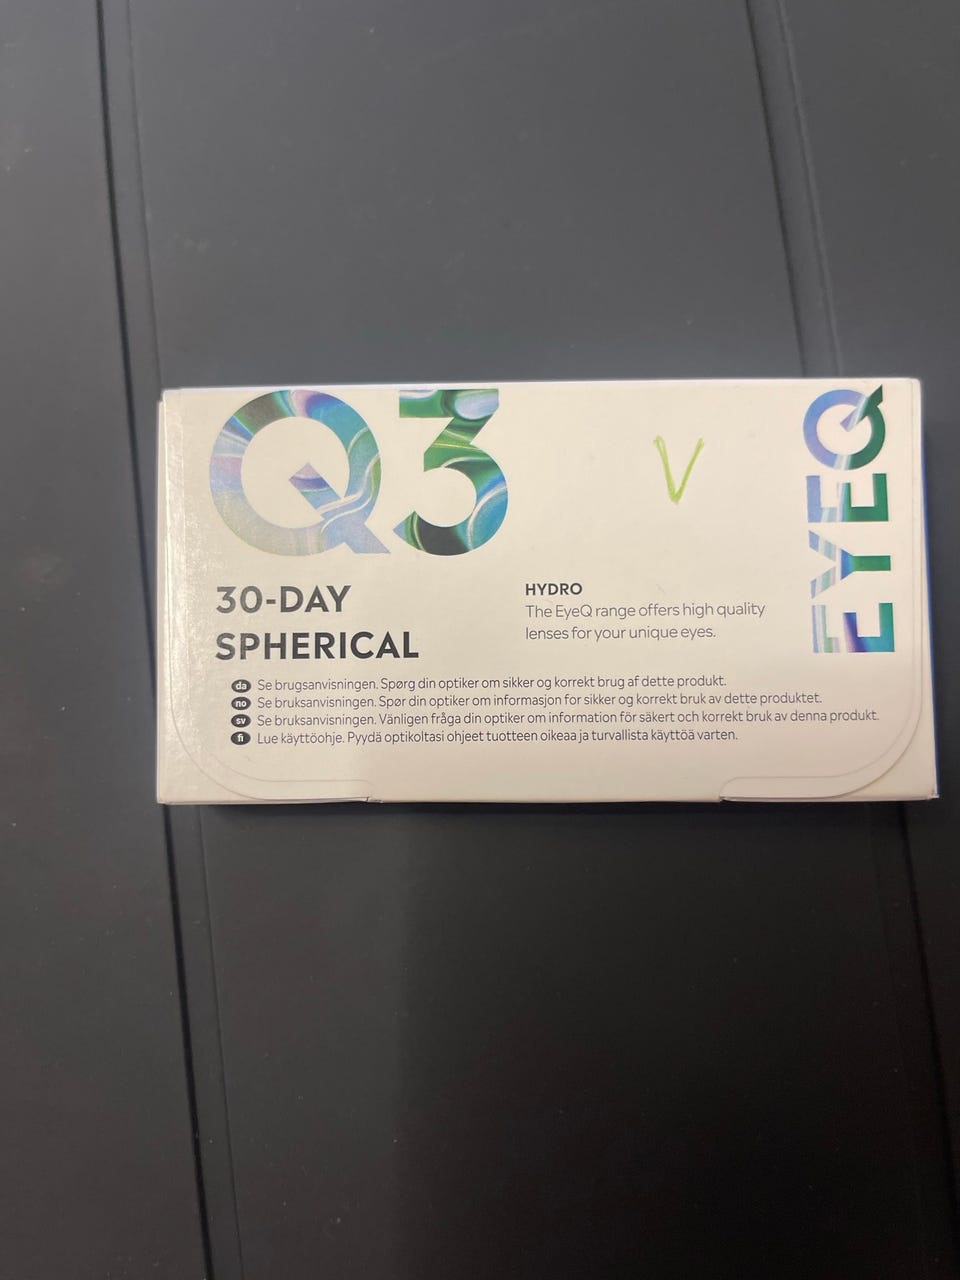 Q3
V
EYEQ
30-DAY
SPHERICAL
HYDRO
The EyeQ range offers high quality
lenses for your unique eyes.
da Se brugsanvisningen. Spørg din optiker om sikker og korrekt brug af dette produkt.
no Se bruksanvisningen. Spør din optiker om informasjon for sikker og korrekt bruk av dette produktet.
sv Se bruksanvisningen. Vänligen fråga din optiker om information för säkert och korrekt bruk av denna produkt.
fi Lue käyttöohje. Pyydä optikoltasi ohjeet tuotteen oikeaa ja turvallista käyttöä varten.